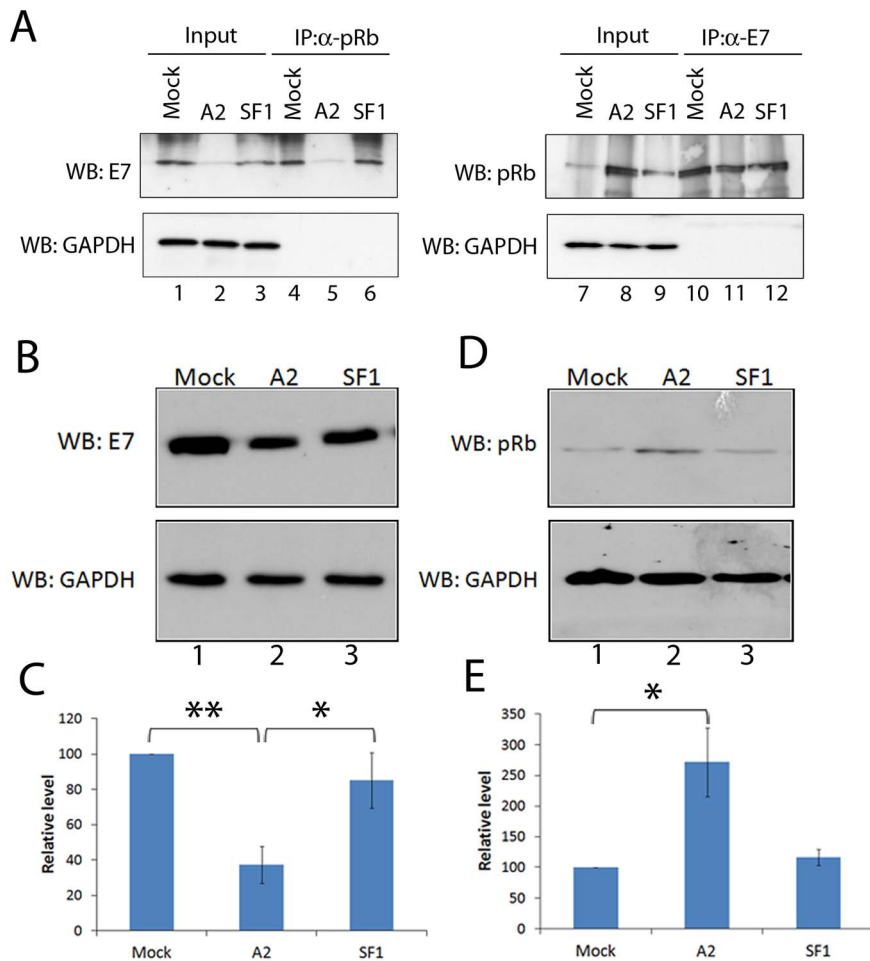 A
Input
IP:α-pRb
Mock
A2
SF1
Mock
A2
SF1
WB: E7
WB: GAPDH
1 2 3 4 5 6
Input
IP:α-E7
Mock
A2
SF1
Mock
A2
SF1
WB: pRb
WB: GAPDH
7 8 9 10 11 12
B
Mock A2 SF1
WB: E7
WB: GAPDH
1 2 3
D
Mock A2 SF1
WB: pRb
WB: GAPDH
1 2 3
C
** *
120
100
80
60
40
20
0
Relative level
Mock A2 SF1
E
*
350
300
250
200
150
100
50
0
Relative level
Mock A2 SF1